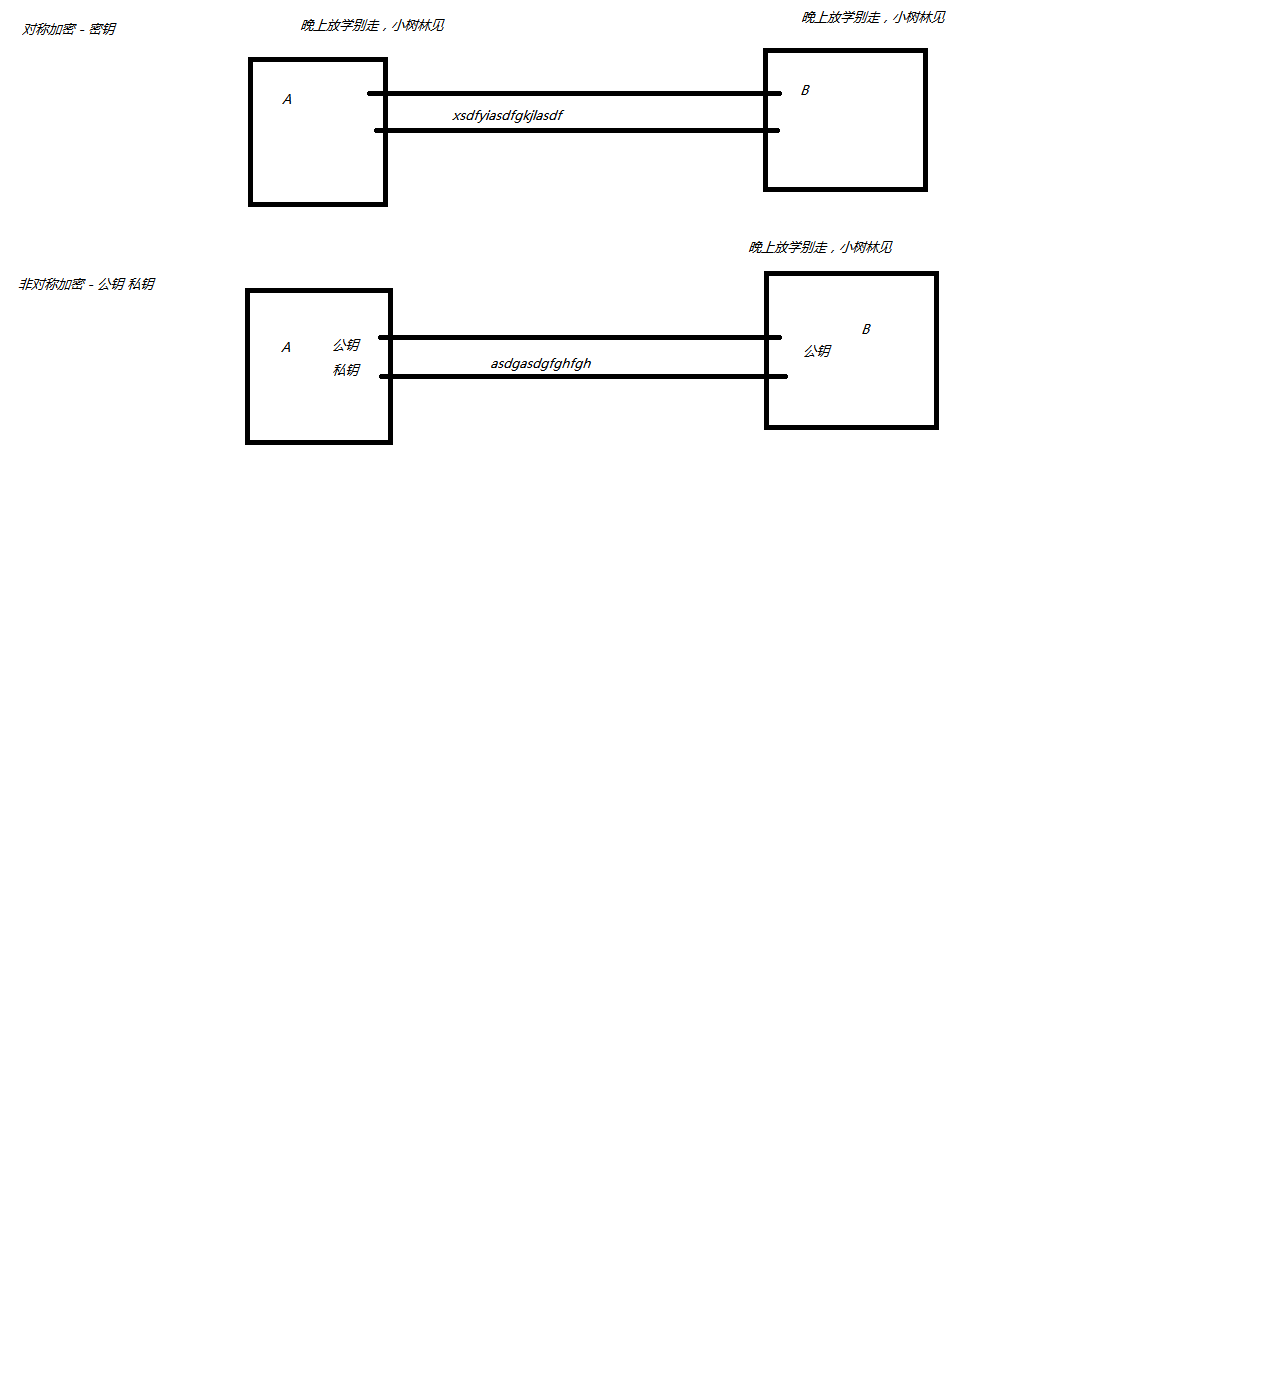 对称加密 - 密钥
晚上放学别走，小树林见
晚上放学别走，小树林见
A
B
xsdfyiasdfgkjlasdf
晚上放学别走，小树林见
非对称加密 - 公钥 私钥
A
公钥
私钥
B
公钥
asdgasdgfghfgh